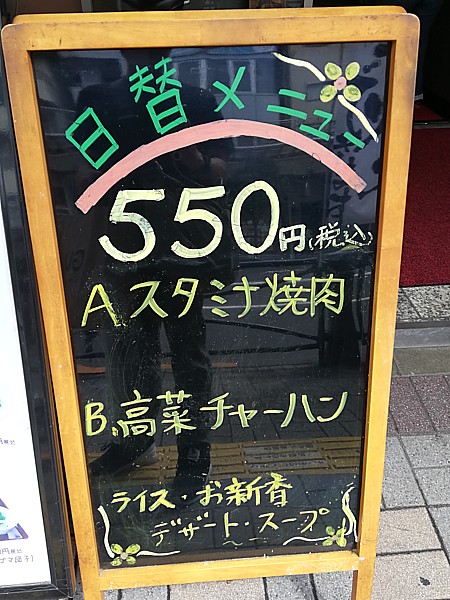 日替メニュー
550円(税込)
Aスタミナ焼肉
B.高菜チャーハン
ライス・お新香
デザート・スープ